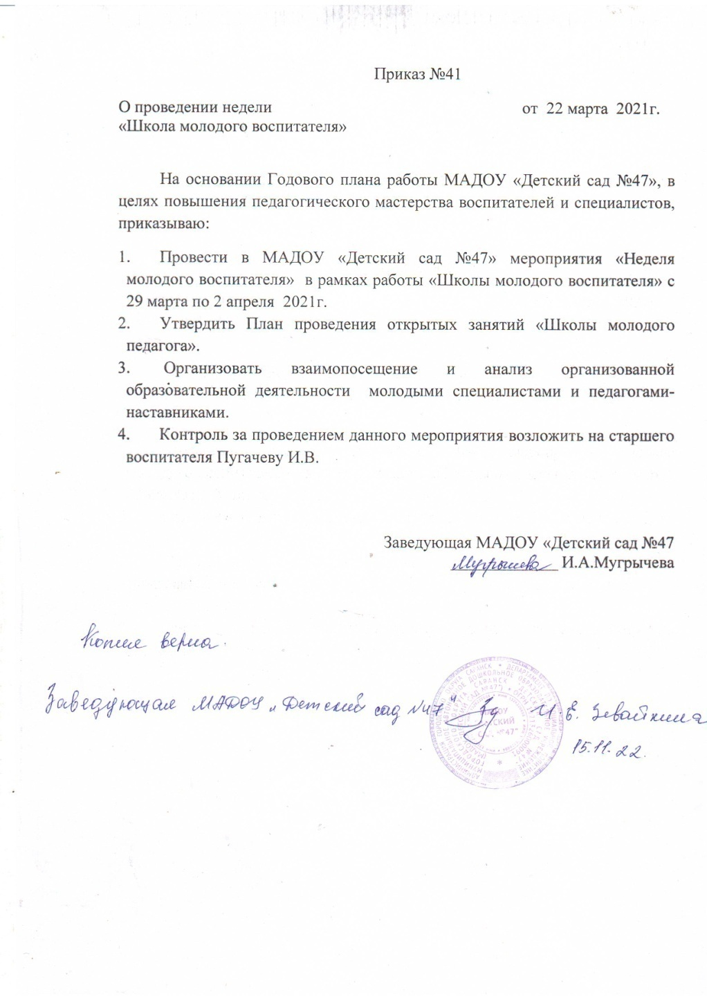 Приказ №41
О проведении недели от 22 марта 2021г.
«Школа молодого воспитателя»
На основании Годового плана работы МАДОУ «Детский сад №47», в
целях повышения педагогического мастерства воспитателей и специалистов,
приказываю:
1. Провести в МАДОУ «Детский сад №47» мероприятия «Неделя
молодого воспитателя» в рамках работы «Школы молодого воспитателя» с
29 марта по 2 апреля 2021г.
2. Утвердить План проведения открытых занятий «Школы молодого
педагога».
3. Организовать взаимопосещение и анализ организованной
образовательной деятельности молодыми специалистами и педагогами-
наставниками.
4. Контроль за проведением данного мероприятия возложить на старшего
воспитателя Пугачеву И.В.
Заведующая МАДОУ «Детский сад №47
И.А.Мугрычева
Копия верна.
Заведующая МАДОУ „Детский сад №47" И.Е. Зевайкина
15.11.22.